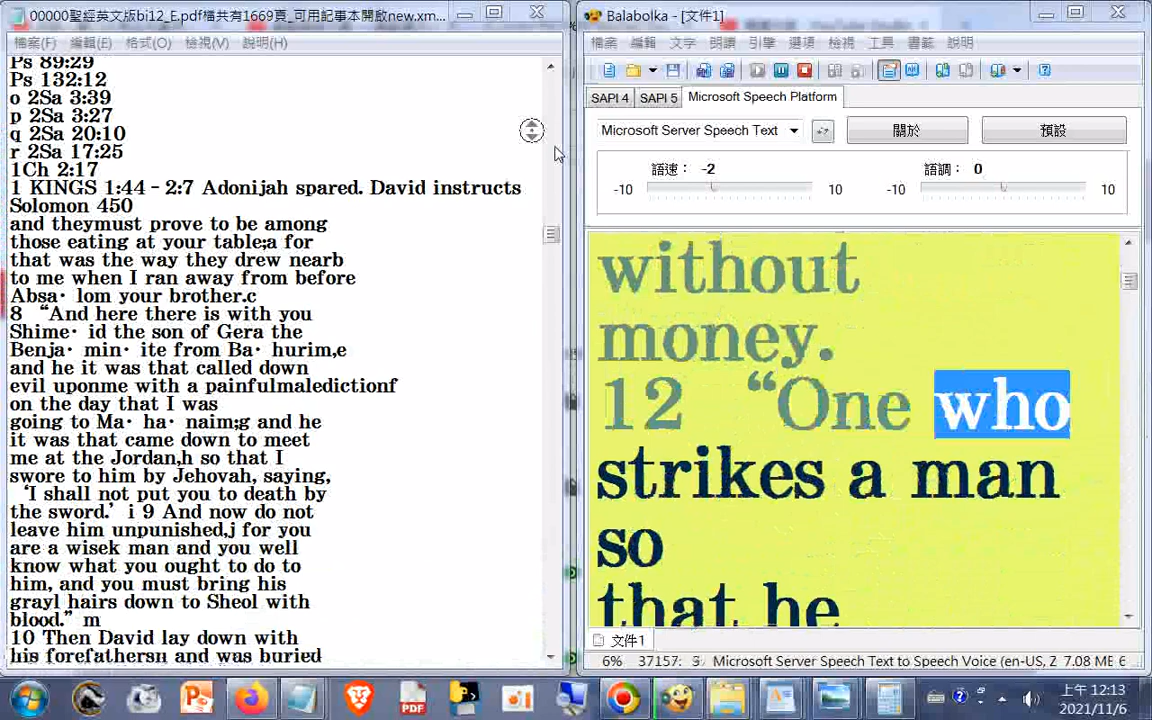 00000聖經英文版bi12_E.pdf檔共有1669頁_可用記事本開啟new.xm...
檔案(F) 編輯(E) 格式(O) 檢視(V) 說明(H)
Ps 89:29
Ps 132:12
o 2Sa 3:39
p 2Sa 3:27
q 2Sa 20:10
r 2Sa 17:25
1Ch 2:17
1 KINGS 1:44 – 2:7 Adonijah spared. David instructs
Solomon 450
and theymust prove to be among
those eating at your table;a for
that was the way they drew nearb
to me when I ran away from before
Absa· lom your brother.c
8 “And here there is with you
Shime· id the son of Gera the
Benja· min· ite from Ba· hurim,e
and he it was that called down
evil uponme with a painfulmaledictionf
on the day that I was
going to Ma· ha· naim;g and he
it was that came down to meet
me at the Jordan,h so that I
swore to him by Jehovah, saying,
‘I shall not put you to death by
the sword.’ i 9 And now do not
leave him unpunished,j for you
are a wisek man and you well
know what you ought to do to
him, and you must bring his
grayl hairs down to Sheol with
blood.” m
10 Then David lay down with
his forefathersn and was buried
Balabolka - [文件1]
檔案 編輯 文字 朗讀 引擎 選項 檢視 工具 書籤 說明
SAPI 4 SAPI 5 Microsoft Speech Platform
Microsoft Server Speech Text 關於 預設
語速: -2 語調: 0
-10 10 -10 10
without
money.
12 “One who
strikes a man
so
that he
文件1
6% 37157: 3 Microsoft Server Speech Text to Speech Voice (en-US, Z 7.08 MB 6
PDF
上午 12:13
2021/11/6